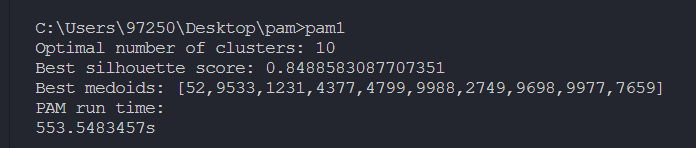 C:\Users\97250\Desktop\pam>pam1
Optimal number of clusters: 10
Best silhouette score: 0.8488583087707351
Best medoids: [52,9533,1231,4377,4799,9988,2749,9698,9977,7659]
PAM run time:
553.5483457s